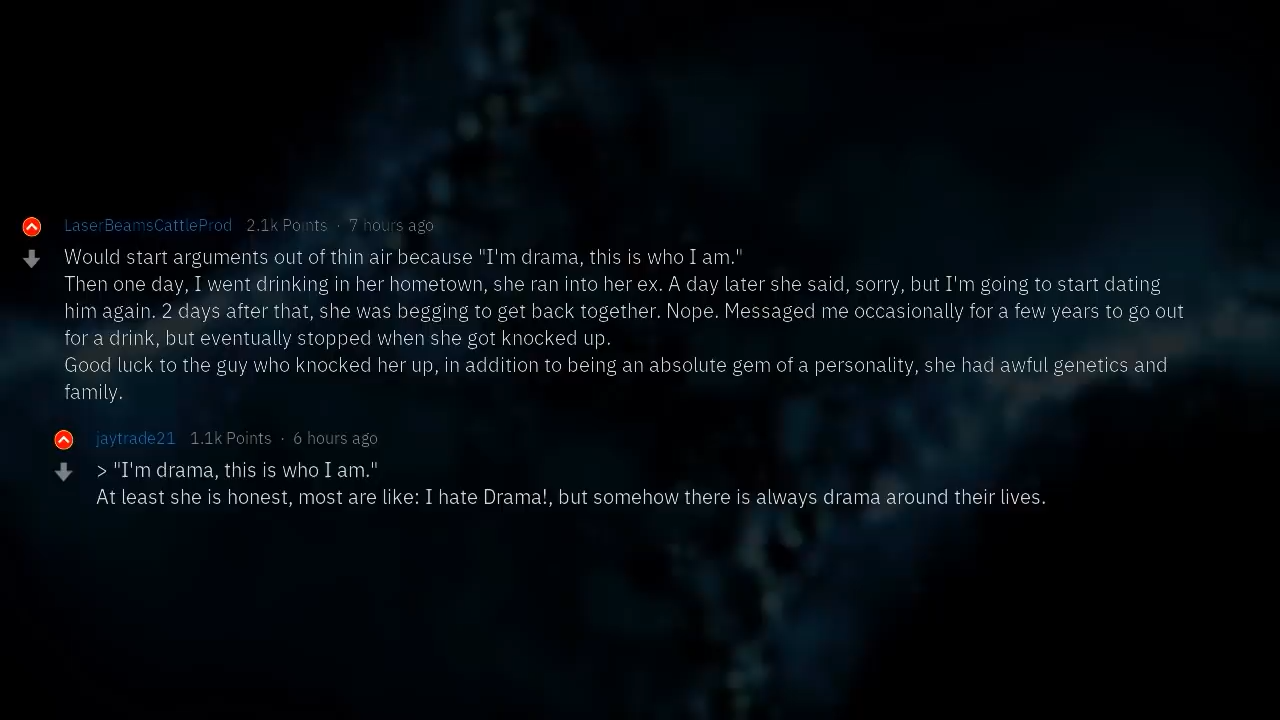 LaserBeamsCattleProd 2.1k Points · 7 hours ago
Would start arguments out of thin air because "I'm drama, this is who I am."
Then one day, I went drinking in her hometown, she ran into her ex. A day later she said, sorry, but I'm going to start dating
him again. 2 days after that, she was begging to get back together. Nope. Messaged me occasionally for a few years to go out
for a drink, but eventually stopped when she got knocked up.
Good luck to the guy who knocked her up, in addition to being an absolute gem of a personality, she had awful genetics and
family.
jaytrade21 1.1k Points · 6 hours ago
> "I'm drama, this is who I am."
At least she is honest, most are like: I hate Drama!, but somehow there is always drama around their lives.